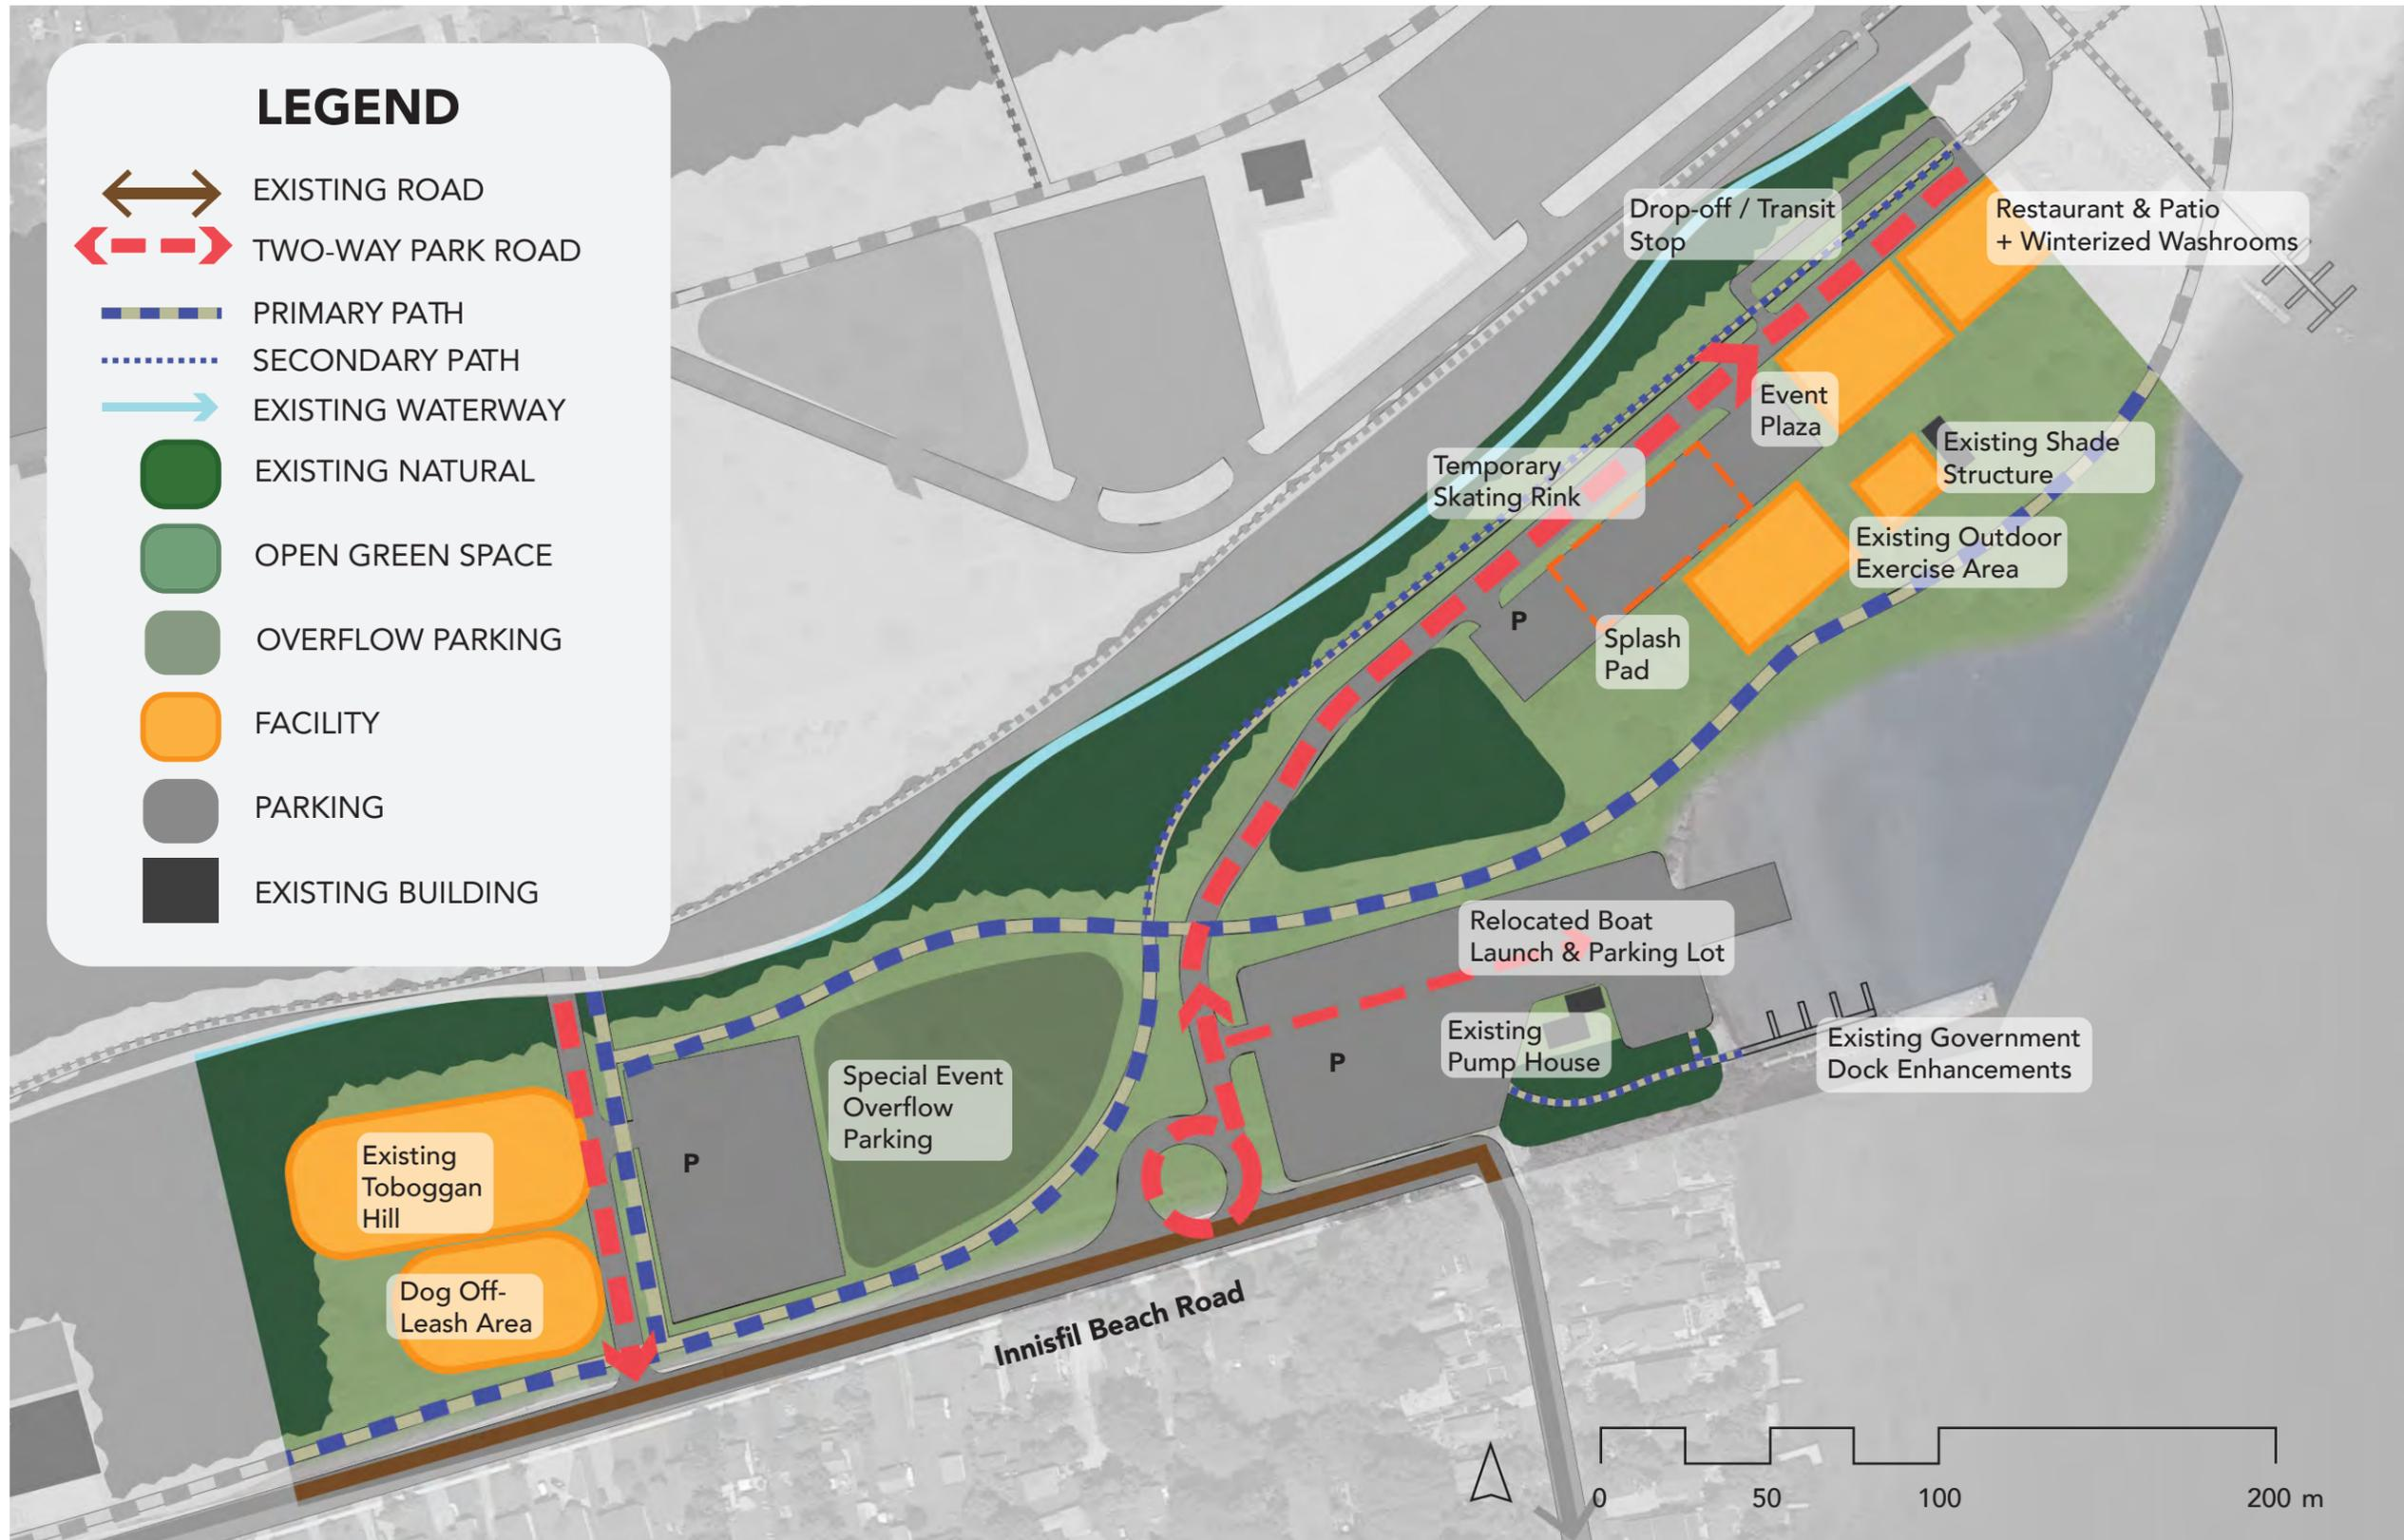 LEGEND
EXISTING ROAD
TWO-WAY PARK ROAD
PRIMARY PATH
SECONDARY PATH
EXISTING WATERWAY
EXISTING NATURAL
OPEN GREEN SPACE
OVERFLOW PARKING
FACILITY
PARKING
EXISTING BUILDING
Drop-off / Transit
Stop
Restaurant & Patio
+ Winterized Washrooms
Event
Plaza
Temporary
Skating Rink
Existing Shade
Structure
Existing Outdoor
Exercise Area
P
Splash
Pad
Relocated Boat
Launch & Parking Lot
Existing
Pump House
P
Existing Government
Dock Enhancements
Special Event
Overflow
Parking
P
Existing
Toboggan
Hill
Dog Off-
Leash Area
Innisfil Beach Road
0 50 100 200 m